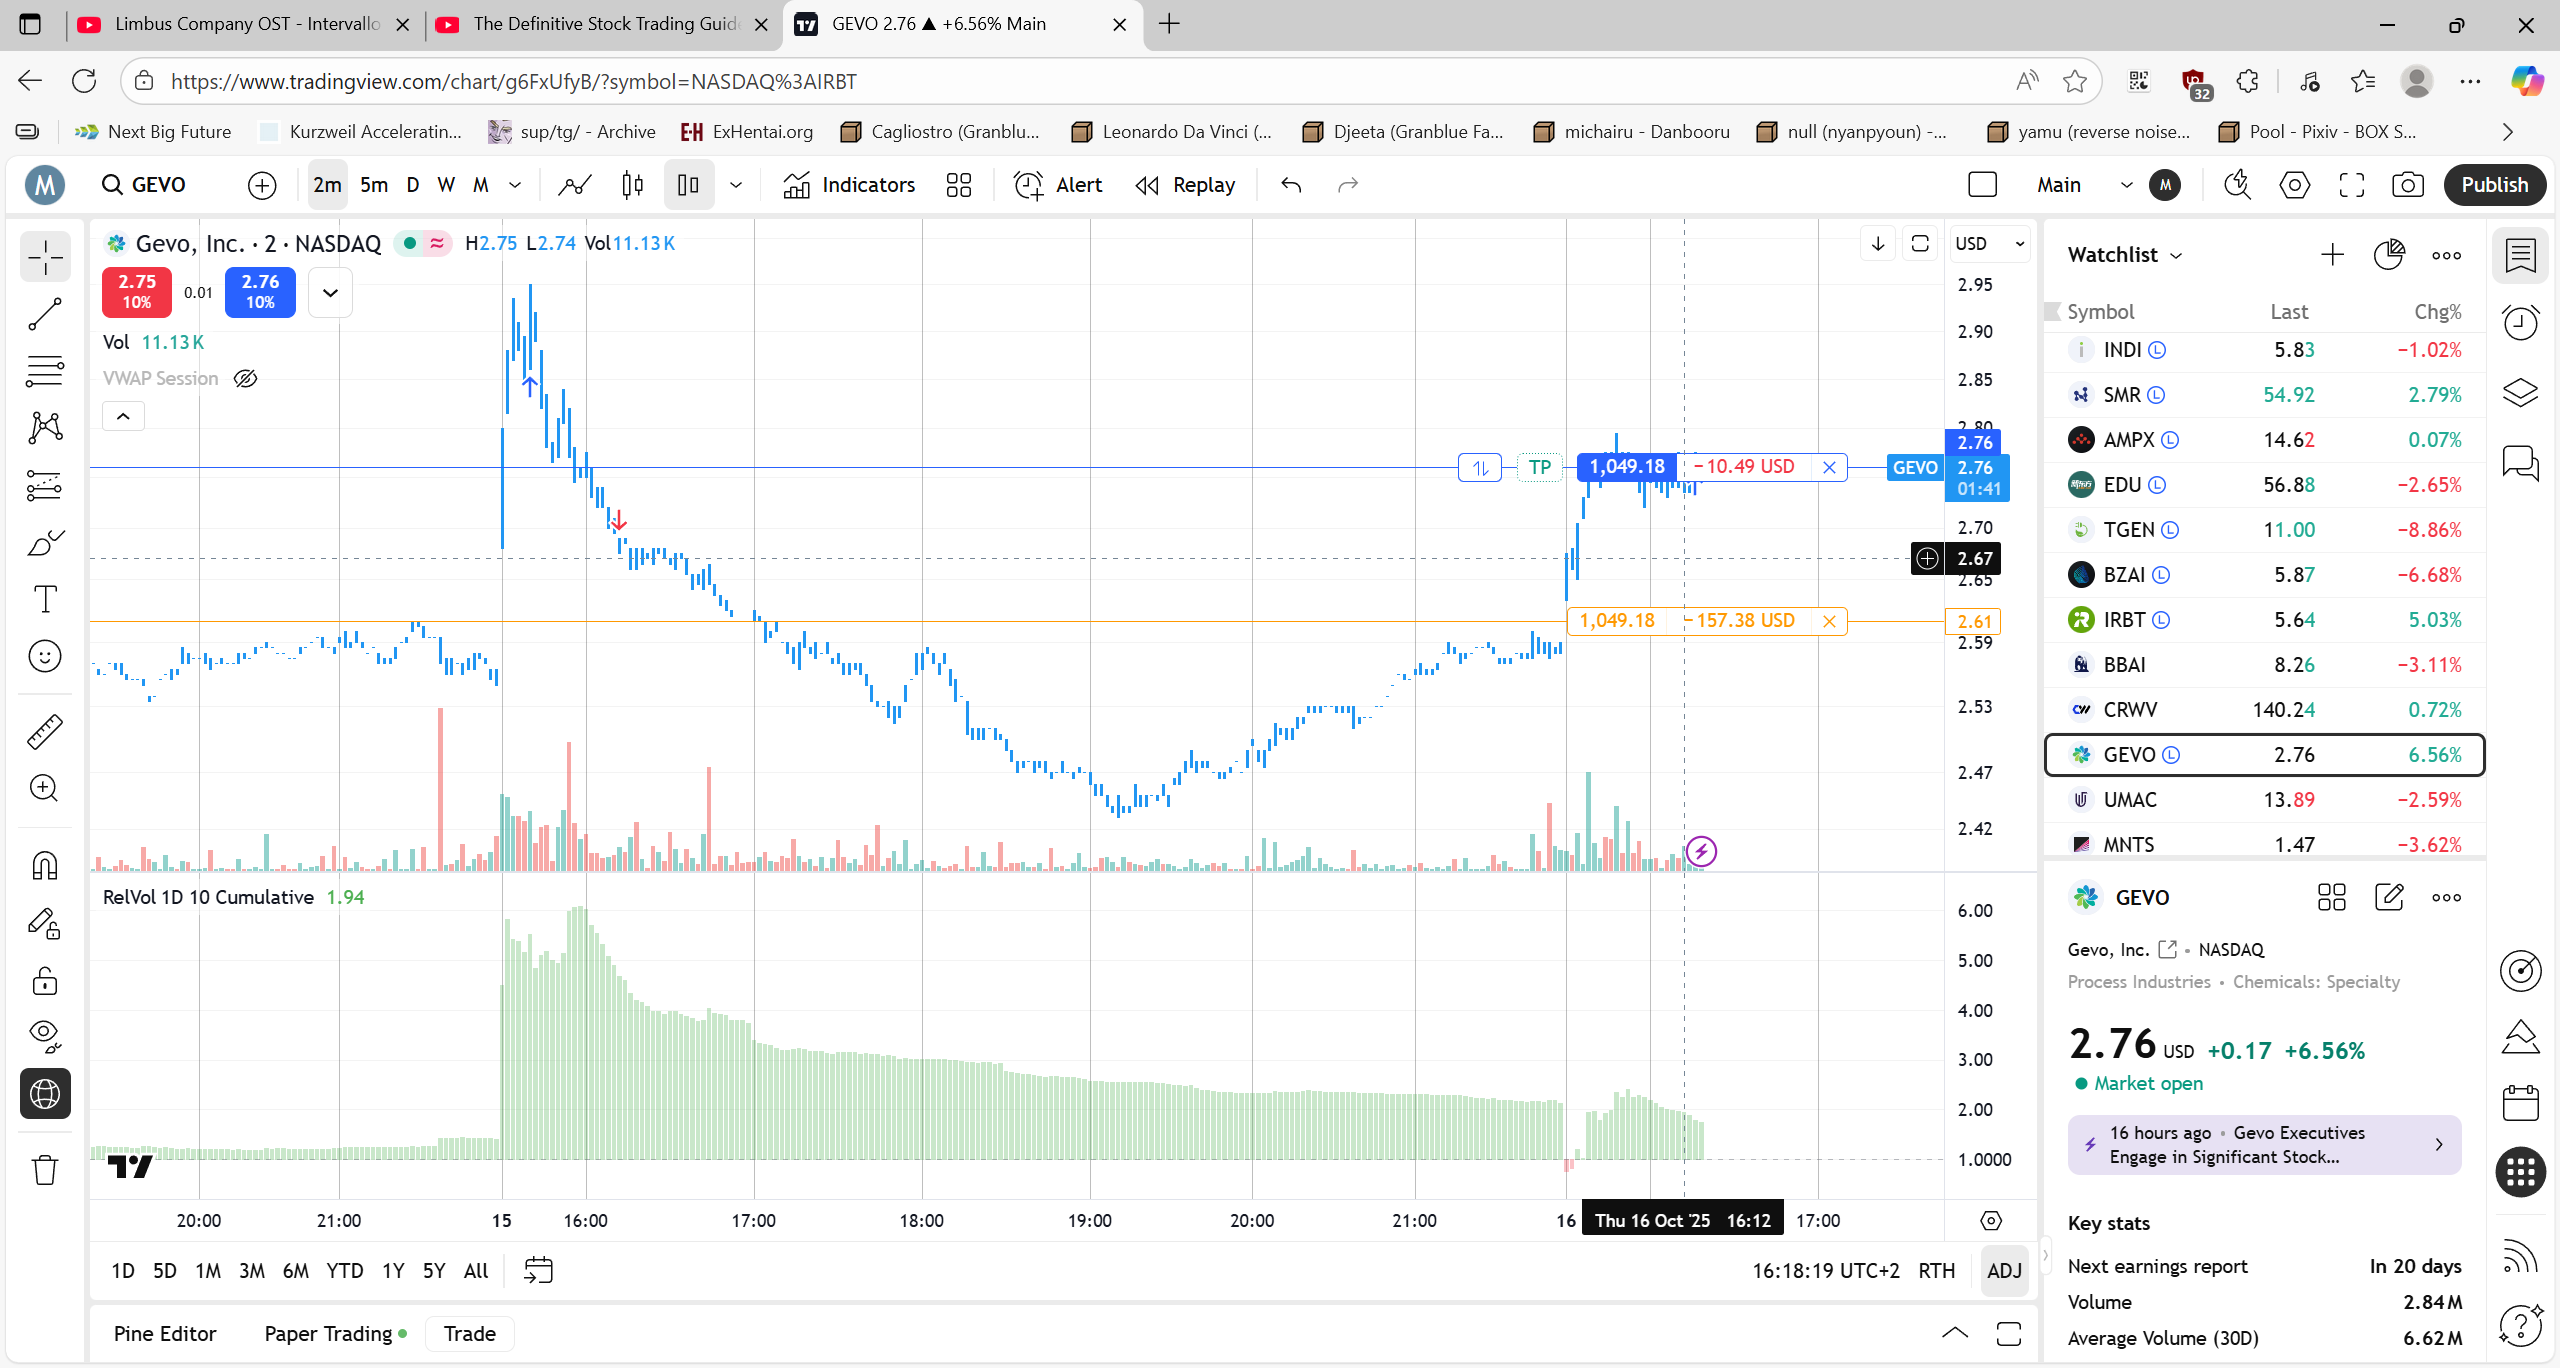 Limbus Company OST - Intervallo
The Definitive Stock Trading Guid
GEVO 2.76 ▲ +6.56% Main
https://www.tradingview.com/chart/g6FxUfyB/?symbol=NASDAQ%3AIRBT
32
Next Big Future
Kurzweil Acceleratin...
sup/tg/ - Archive
ExHentai.org
Cagliostro (Granblu...
Leonardo Da Vinci (...
Djeeta (Granblue Fa...
michairu - Danbooru
null (nyanpyoun) -...
yamu (reverse noise...
Pool - Pixiv - BOX S...
M
GEVO
2m 5m D W M
Indicators
Alert
Replay
Main
M
Publish
Gevo, Inc. · 2 · NASDAQ
H2.75 L2.74 Vol11.13 K
2.75
10%
0.01
2.76
10%
Vol 11.13 K
VWAP Session
USD
2.95
2.90
2.85
2.80
2.76
GEVO 2.76
01:41
2.70
2.67
2.65
2.61
2.59
2.53
2.47
2.42
TP
1,049.18 −10.49 USD
1,049.18 −157.38 USD
RelVol 1D 10 Cumulative 1.94
6.00
5.00
4.00
3.00
2.00
1.0000
20:00 21:00 15 16:00 17:00 18:00 19:00 20:00 21:00 16 Thu 16 Oct '25 16:12 17:00
1D 5D 1M 3M 6M YTD 1Y 5Y All
16:18:19 UTC+2 RTH ADJ
Pine Editor Paper Trading Trade
Watchlist
Symbol Last Chg%
INDI L 5.83 −1.02%
SMR L 54.92 2.79%
AMPX L 14.62 0.07%
EDU L 56.88 −2.65%
TGEN L 11.00 −8.86%
BZAI L 5.87 −6.68%
IRBT L 5.64 5.03%
BBAI 8.26 −3.11%
CRWV 140.24 0.72%
GEVO L 2.76 6.56%
UMAC 13.89 −2.59%
MNTS 1.47 −3.62%
GEVO
Gevo, Inc. • NASDAQ
Process Industries • Chemicals: Specialty
2.76 USD +0.17 +6.56%
Market open
16 hours ago • Gevo Executives
Engage in Significant Stock...
Key stats
Next earnings report In 20 days
Volume 2.84 M
Average Volume (30D) 6.62 M